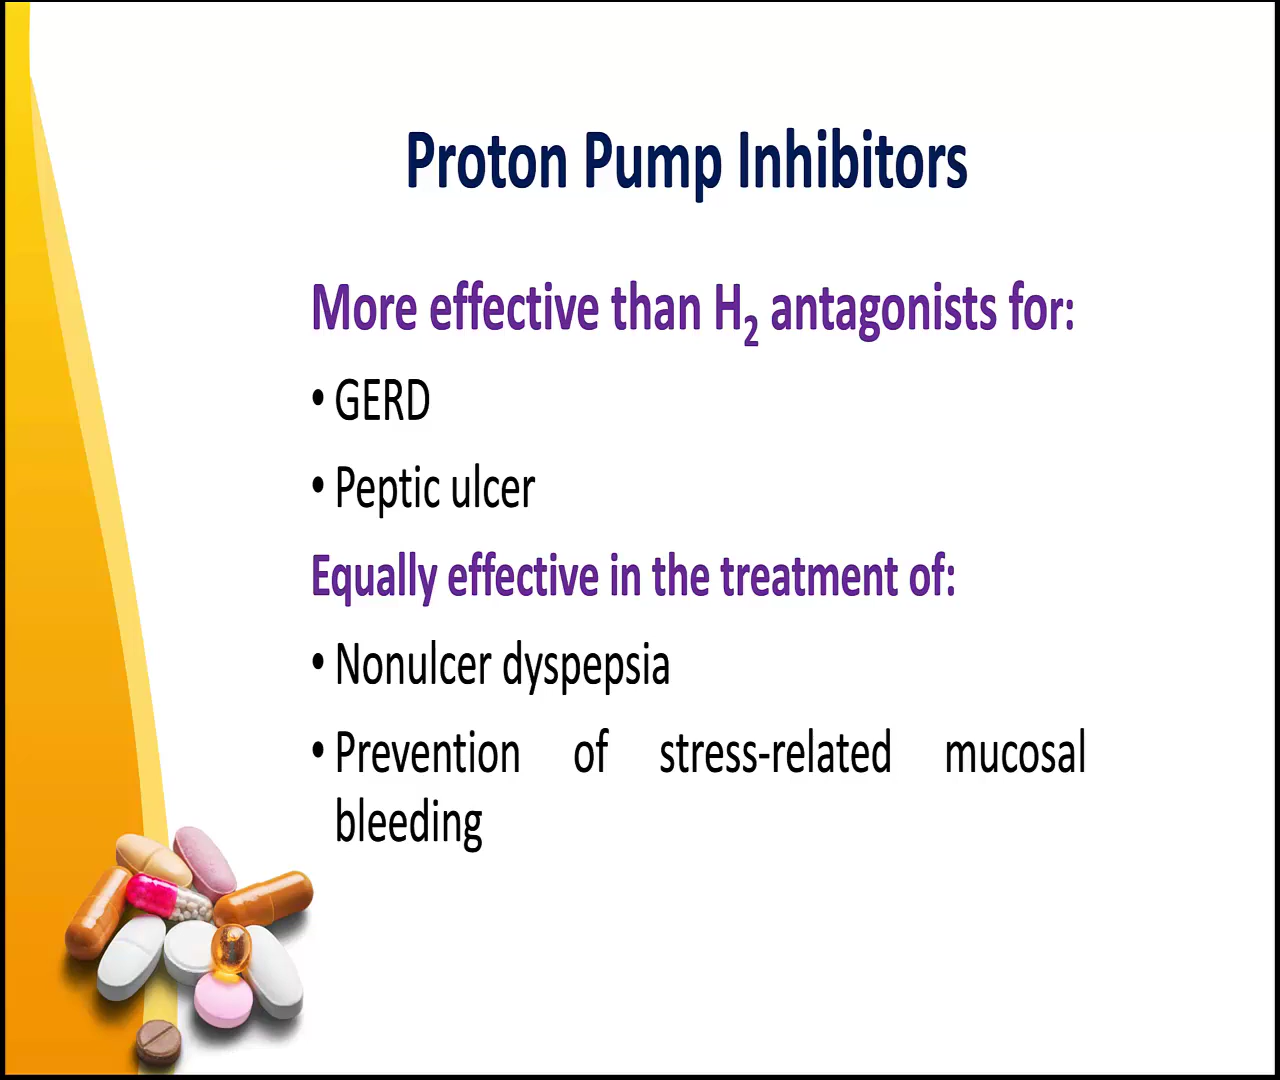 Proton Pump Inhibitors
More effective than H₂ antagonists for:
• GERD
• Peptic ulcer
Equally effective in the treatment of:
• Nonulcer dyspepsia
• Prevention of stress-related mucosal
bleeding